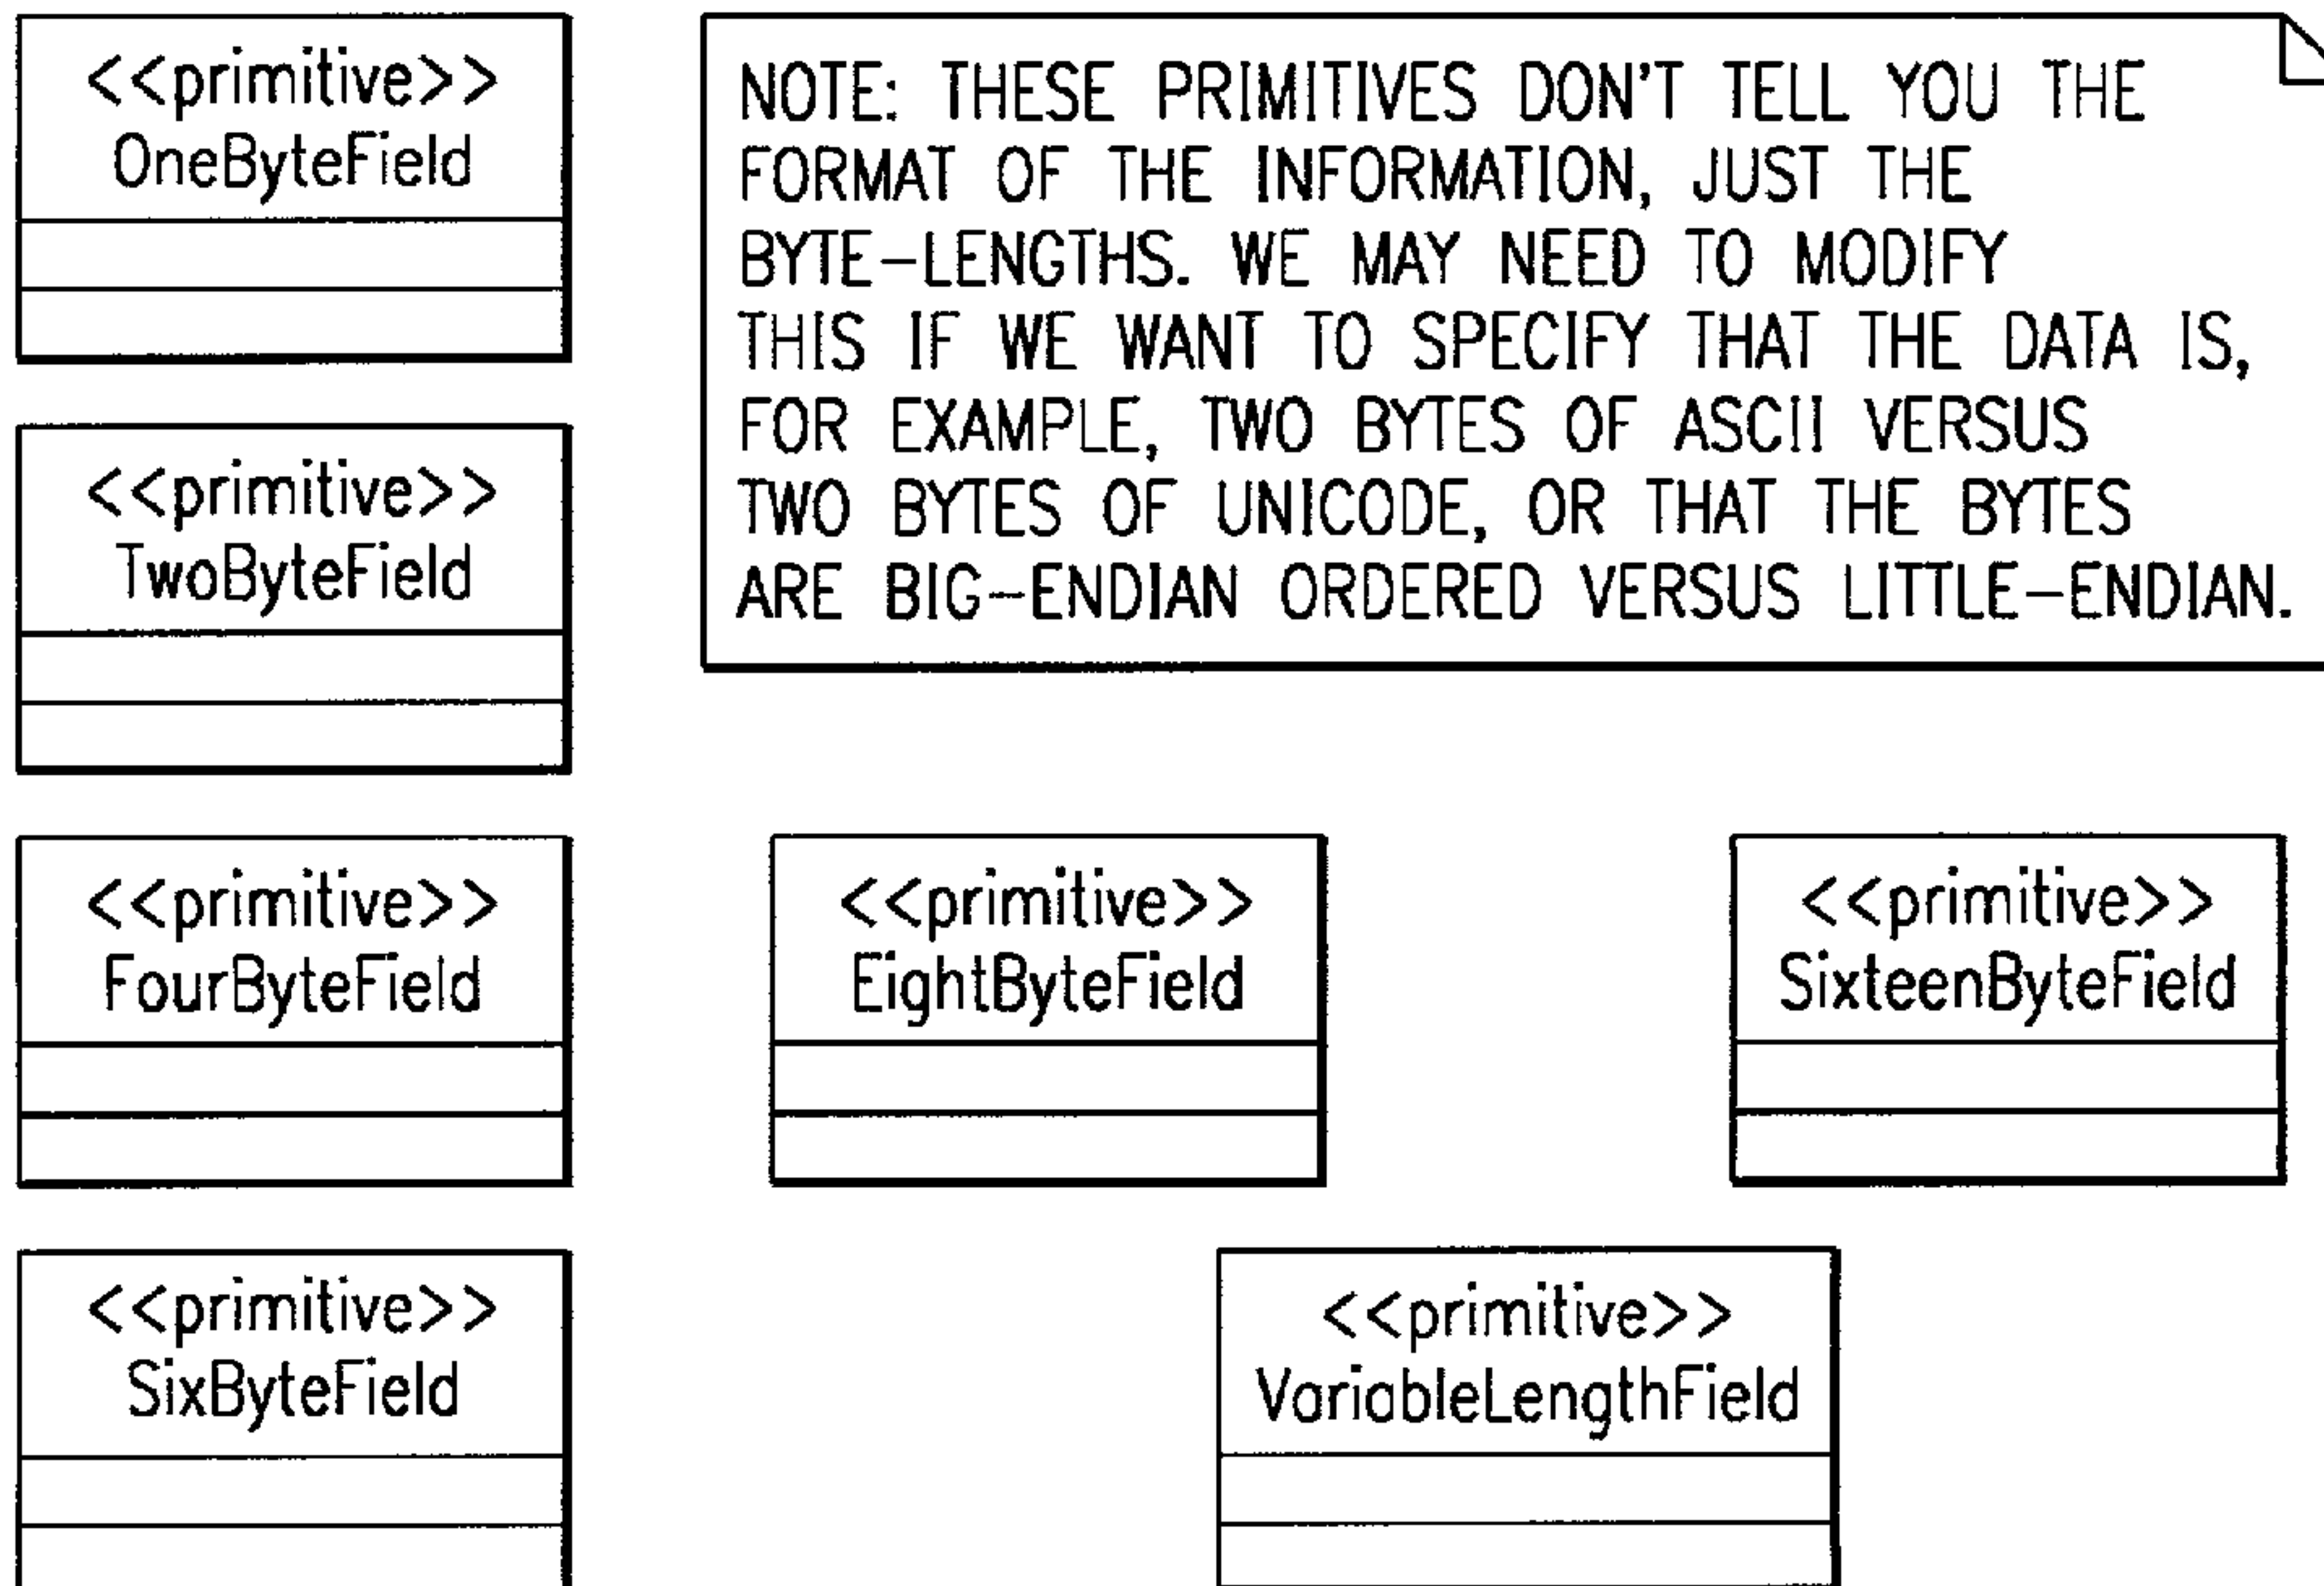 <<primitive>>
OneByteField
NOTE: THESE PRIMITIVES DON'T TELL YOU THE
FORMAT OF THE INFORMATION, JUST THE
BYTE-LENGTHS. WE MAY NEED TO MODIFY
THIS IF WE WANT TO SPECIFY THAT THE DATA IS,
FOR EXAMPLE, TWO BYTES OF ASCII VERSUS
TWO BYTES OF UNICODE, OR THAT THE BYTES
ARE BIG-ENDIAN ORDERED VERSUS LITTLE-ENDIAN.
<<primitive>>
TwoByteField
<<primitive>>
FourByteField
<<primitive>>
EightByteField
<<primitive>>
SixteenByteField
<<primitive>>
SixByteField
<<primitive>>
VariableLengthField